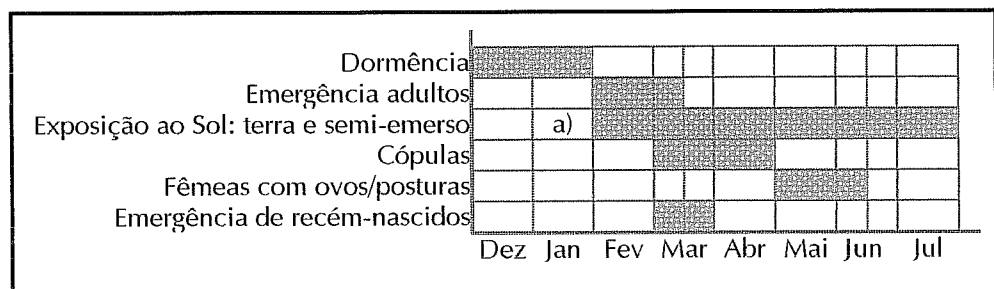 Dormência
Emergência adultos
Exposição ao Sol: terra e semi-emerso a)
Cópulas
Fêmeas com ovos/posturas
Emergência de recém-nascidos
Dez Jan Fev Mar Abr Mai Jun Jul